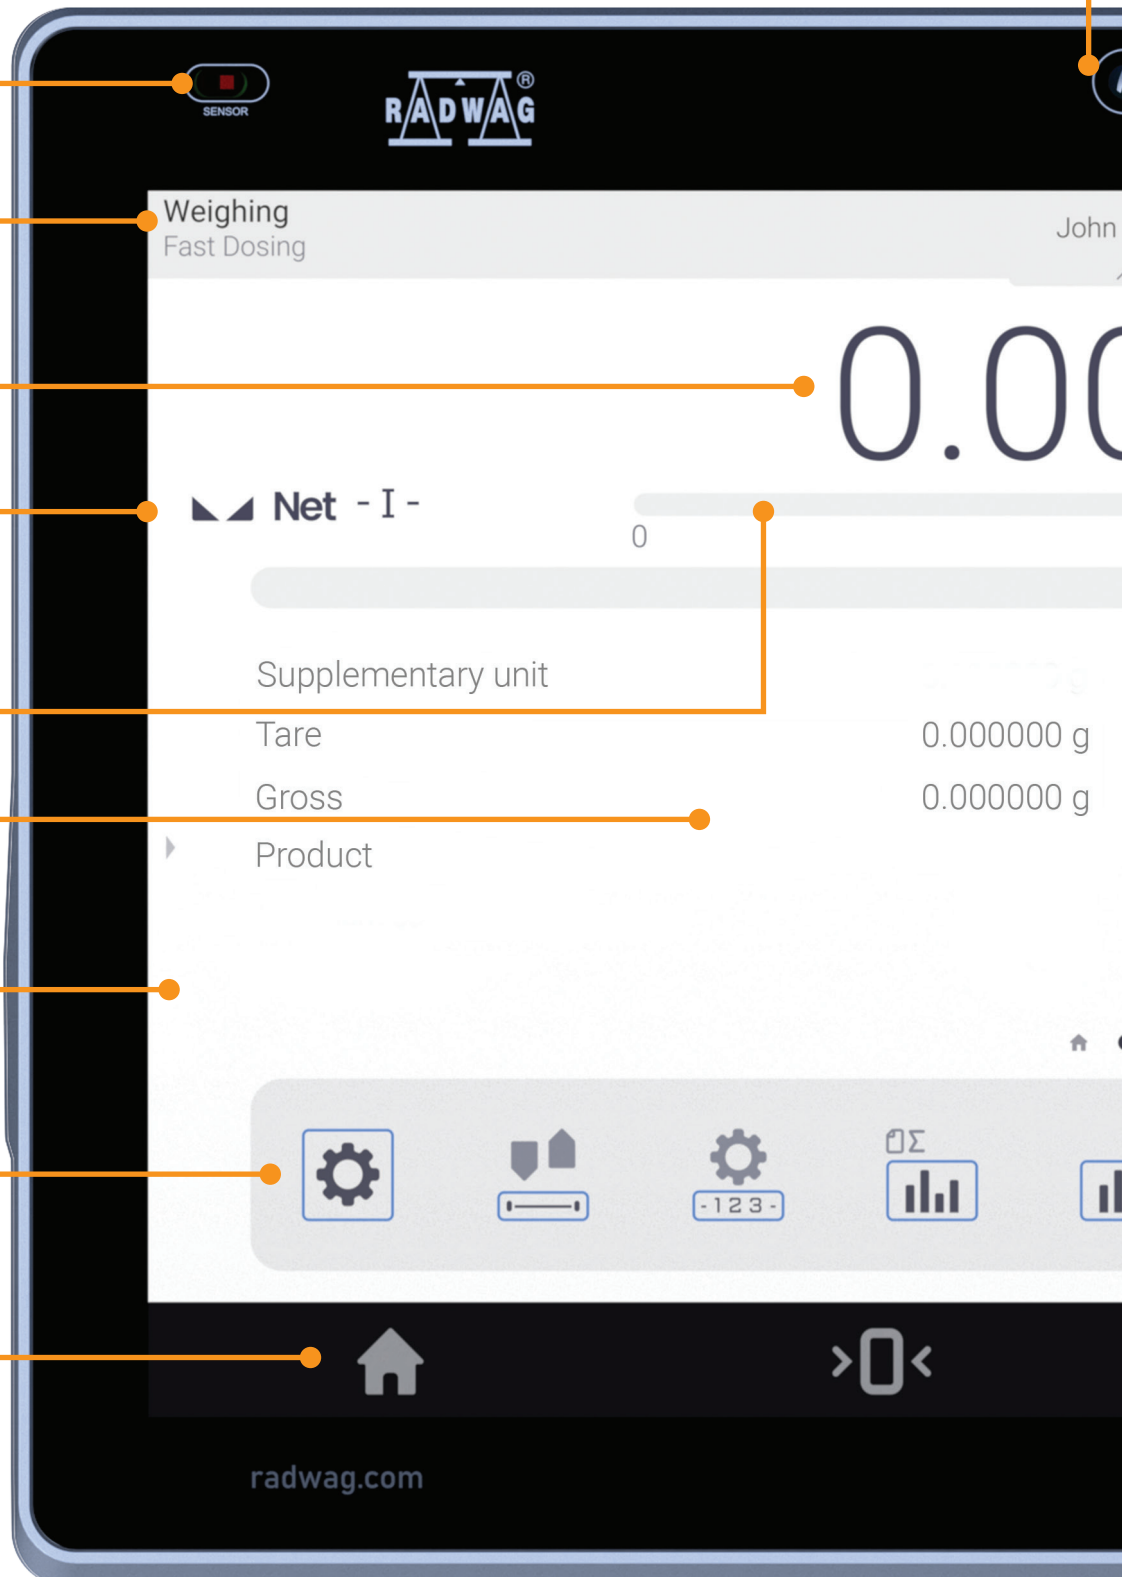 SENSOR
RADWAG®
Weighing
Fast Dosing
John
0.00
Net - I -
0
Supplementary unit
Tare 0.000000 g
Gross 0.000000 g
Product
Σ
-123-
>0<
radwag.com